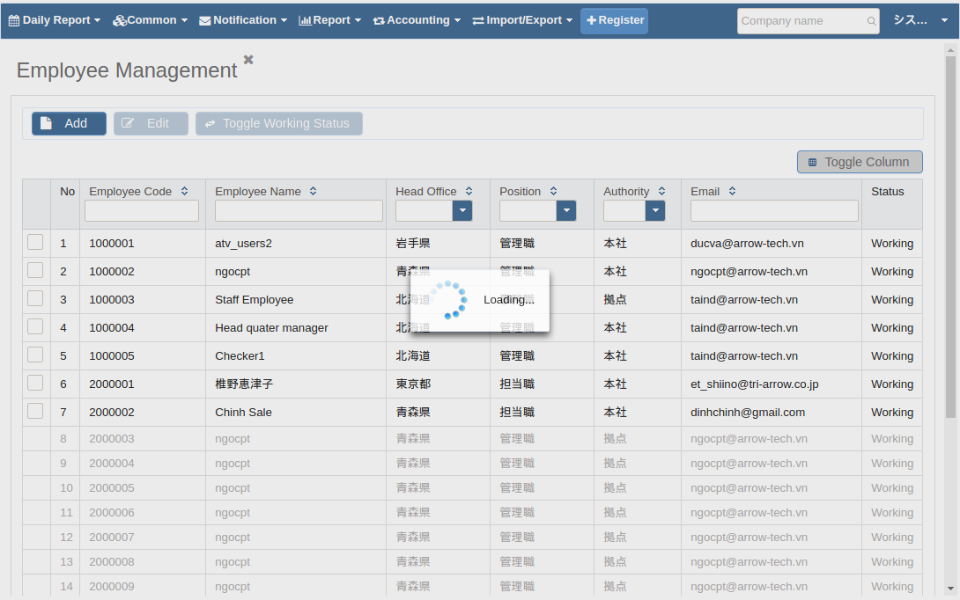 Daily Report Common Notification Report Accounting Import/Export Register Company name シス...
Employee Management
Add Edit Toggle Working Status
Toggle Column
No Employee Code Employee Name Head Office Position Authority Email Status
1 1000001 atv_users2 岩手県 管理職 本社 ducva@arrow-tech.vn Working
2 1000002 ngocpt 青森県 管理職 本社 ngocpt@arrow-tech.vn Working
3 1000003 Staff Employee 北海道 拠点 taind@arrow-tech.vn Working
Loading...
4 1000004 Head quater manager 北海道 管理職 本社 taind@arrow-tech.vn Working
5 1000005 Checker1 北海道 管理職 本社 taind@arrow-tech.vn Working
6 2000001 椎野恵津子 東京都 担当職 本社 et_shiino@tri-arrow.co.jp Working
7 2000002 Chinh Sale 青森県 担当職 本社 dinhchinh@gmail.com Working
8 2000003 ngocpt 青森県 管理職 拠点 ngocpt@arrow-tech.vn Working
9 2000004 ngocpt 青森県 管理職 拠点 ngocpt@arrow-tech.vn Working
10 2000005 ngocpt 青森県 管理職 拠点 ngocpt@arrow-tech.vn Working
11 2000006 ngocpt 青森県 管理職 拠点 ngocpt@arrow-tech.vn Working
12 2000007 ngocpt 青森県 管理職 拠点 ngocpt@arrow-tech.vn Working
13 2000008 ngocpt 青森県 管理職 拠点 ngocpt@arrow-tech.vn Working
14 2000009 ngocpt 青森県 管理職 拠点 ngocpt@arrow-tech.vn Working